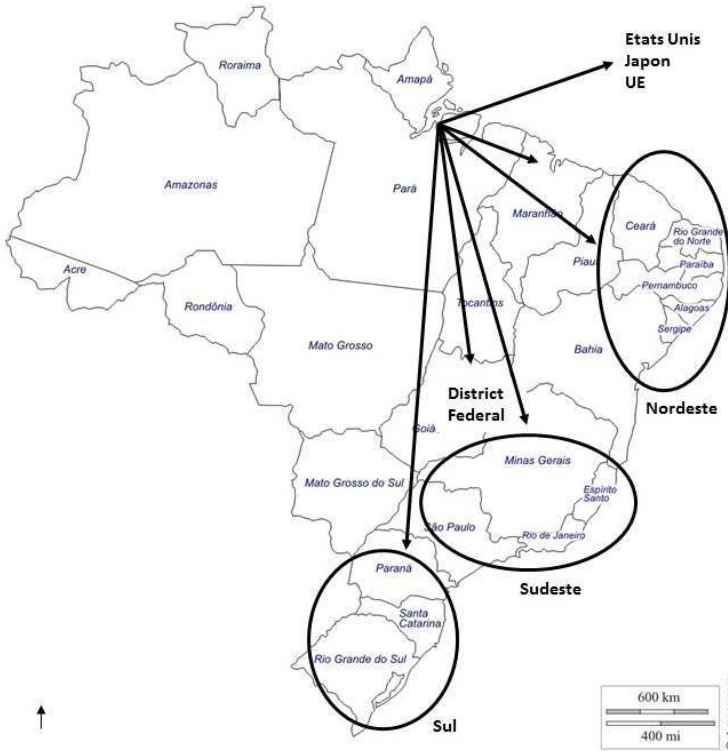 Etats Unis
Japon
UE
Roraima
Amapá
Amazonas
Pará
Maranhão
Ceará
Rio Grande
do Norte
Paraíba
Piauí
Pernambuco
Alagoas
Sergipe
Acre
Rondônia
Tocantins
Mato Grosso
Bahia
District
Federal
Nordeste
Goiá
Minas Gerais
Mato Grosso do Sul
Espírito
Santo
São Paulo
Rio de Janeiro
Paraná
Sudeste
Santa
Catarina
Rio Grande do Sul
Sul
600 km
400 mi